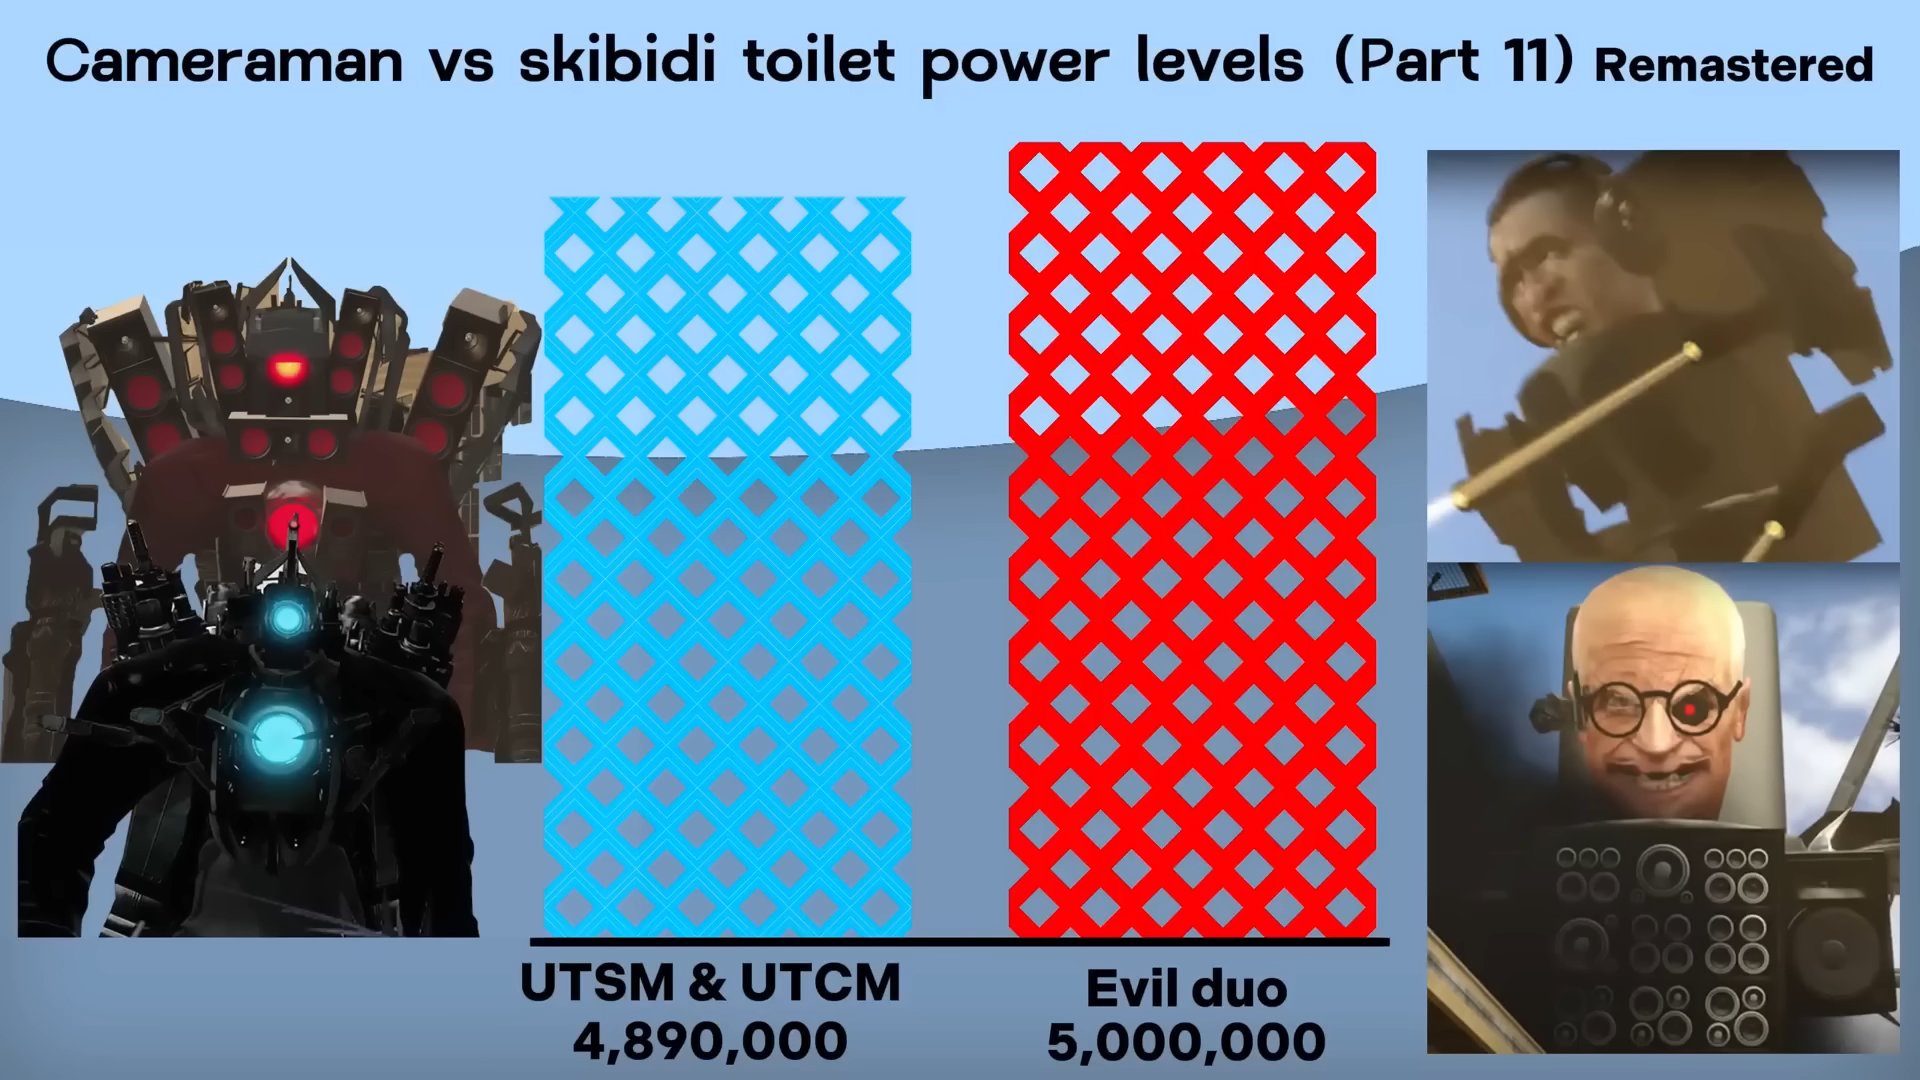 Cameraman vs skibidi toilet power levels (Part 11) Remastered
UTSM & UTCM
4,890,000
Evil duo
5,000,000